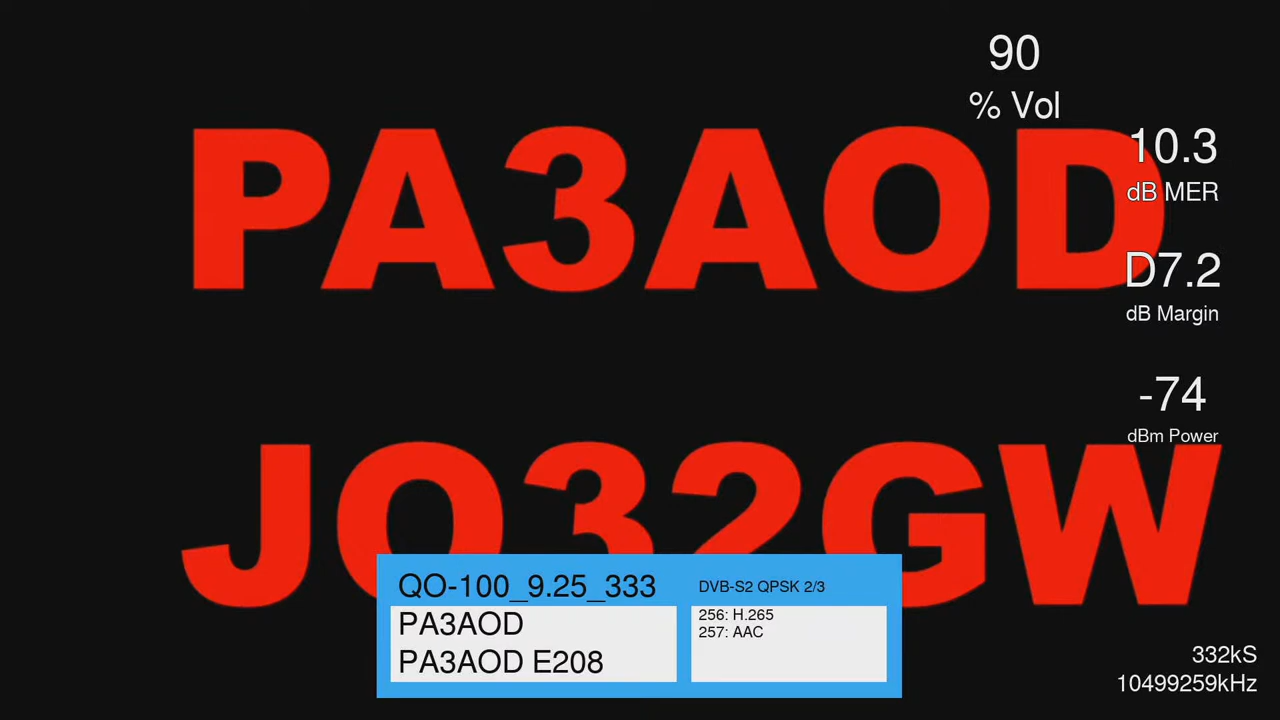 90
% Vol
PA3AOD
10.3
dB MER
D7.2
dB Margin
-74
dBm Power
JO32GW
QO-100_9.25_333
DVB-S2 QPSK 2/3
PA3AOD
PA3AOD E208
256: H.265
257: AAC
332kS
10499259kHz